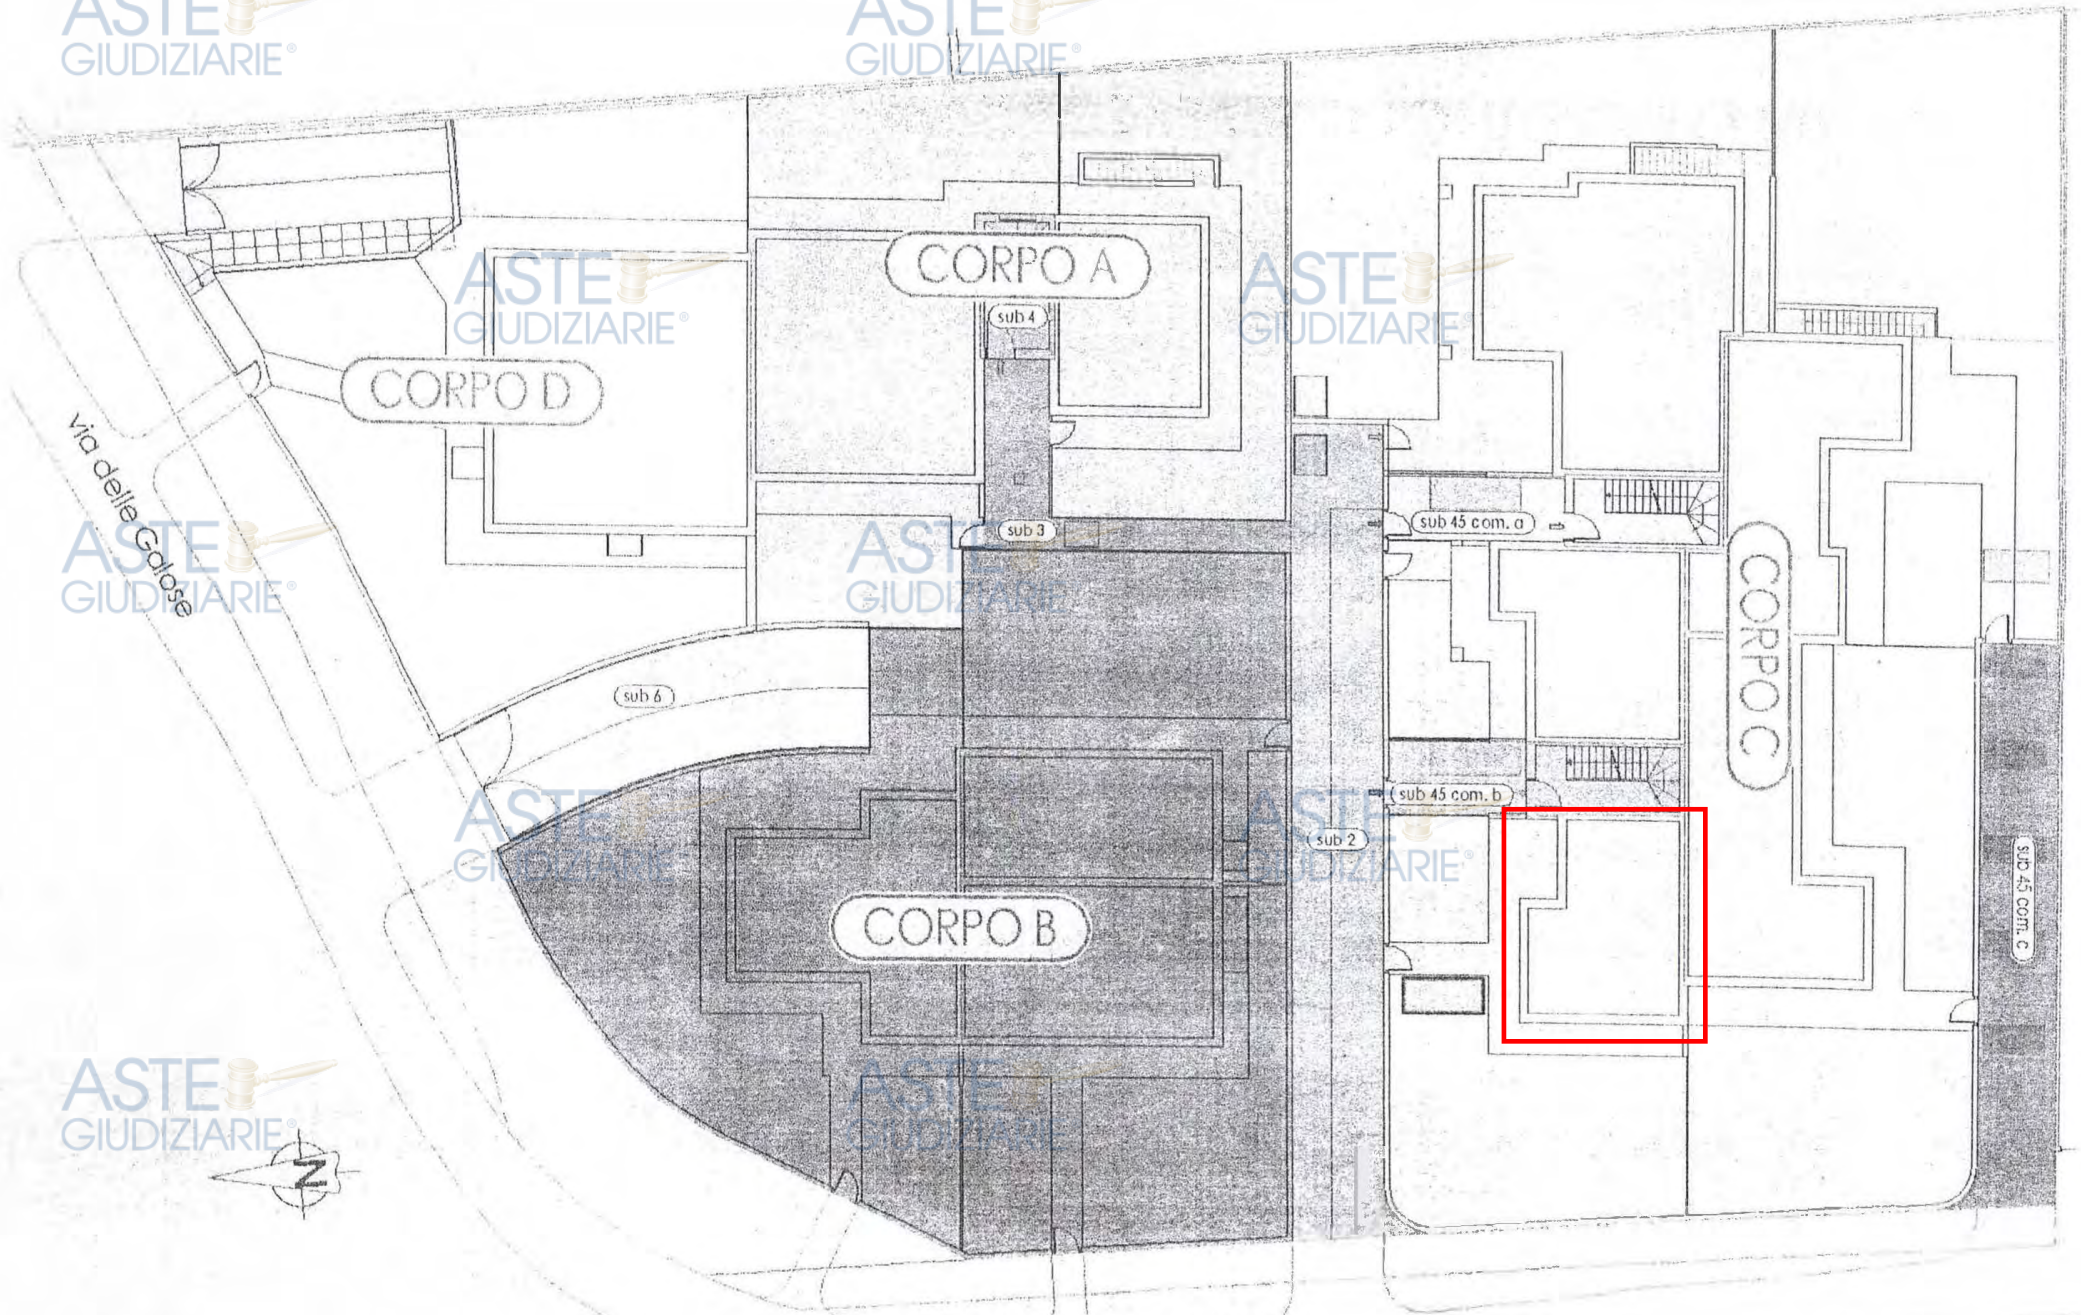 ASTE
GIUDIZIARIE®
ASTE
GIUDIZIARIE®
CORPO A
ASTE
GIUDIZIARIE®
ASTE
GIUDIZIARIE®
sub 4
CORPO D
via delle Galose
sub 3
sub 45 com. a
ASTE
GIUDIZIARIE®
ASTE
GIUDIZIARIE
CORPO C
sub 6
sub 45 com. b
ASTE
GIUDIZIARIE
sub 2
ASTE
GIUDIZIARIE®
sub 45 com. c
CORPO B
ASTE
GIUDIZIARIE®
ASTE
GIUDIZIARIE®
N